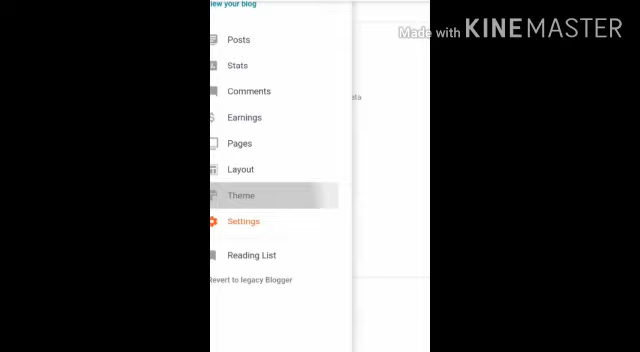 iew your blog
Made with KINEMASTER
Posts
Stats
Comments
eta
Earnings
Pages
Layout
Theme
Settings
Reading List
Revert to legacy Blogger